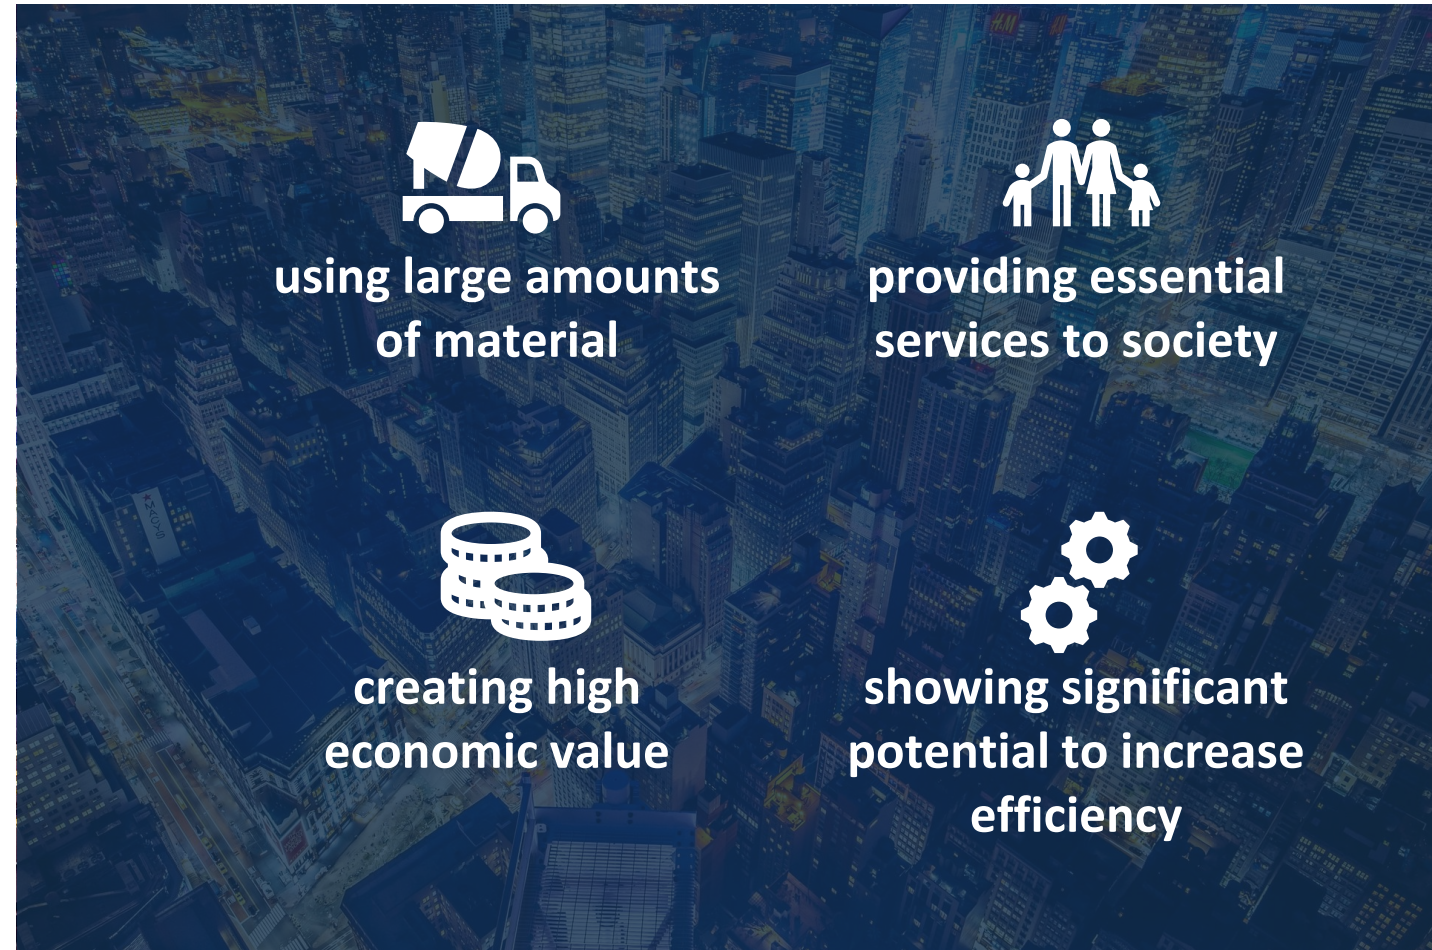 H&M
using large amounts
of material
providing essential
services to society
★MACY'S
creating high
economic value
showing significant
potential to increase
efficiency